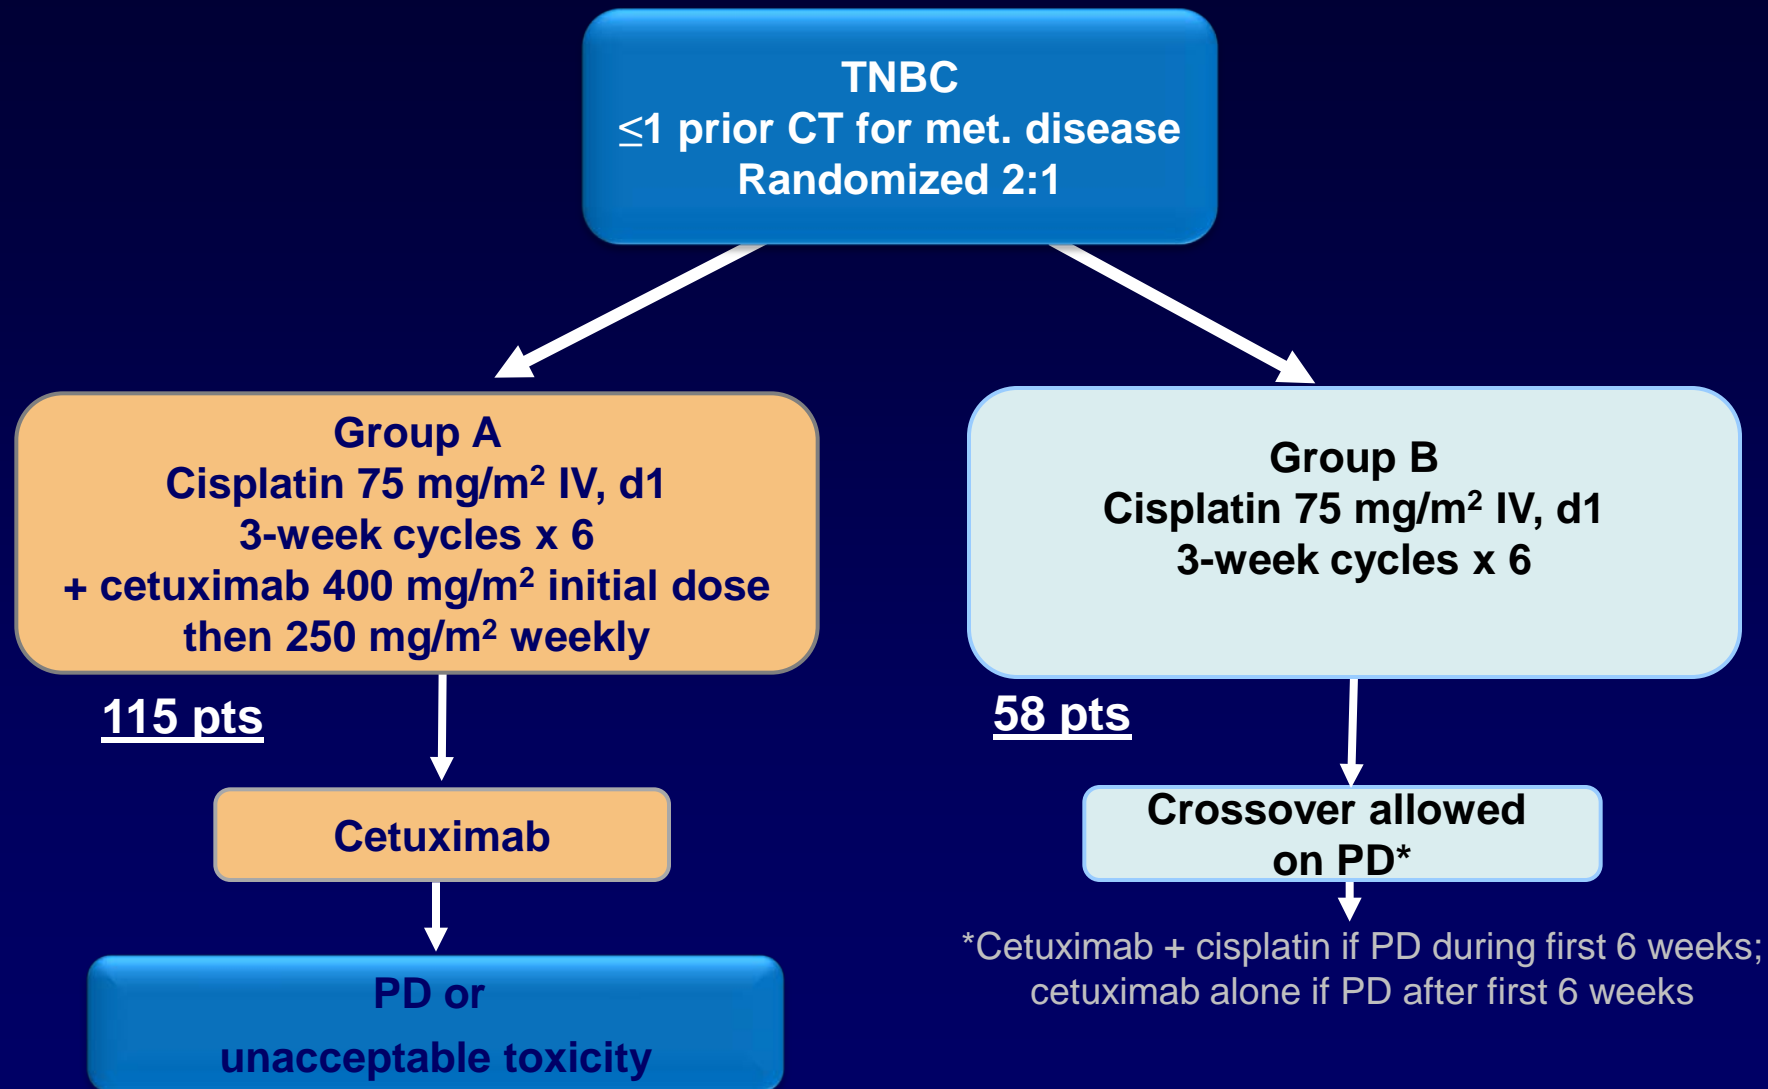 TNBC
≤1 prior CT for met. disease
Randomized 2:1
Group A
Cisplatin 75 mg/m² IV, d1
3-week cycles x 6
+ cetuximab 400 mg/m² initial dose
then 250 mg/m² weekly
115 pts
Cetuximab
PD or
unacceptable toxicity
Group B
Cisplatin 75 mg/m² IV, d1
3-week cycles x 6
58 pts
Crossover allowed
on PD*
*Cetuximab + cisplatin if PD during first 6 weeks;
cetuximab alone if PD after first 6 weeks